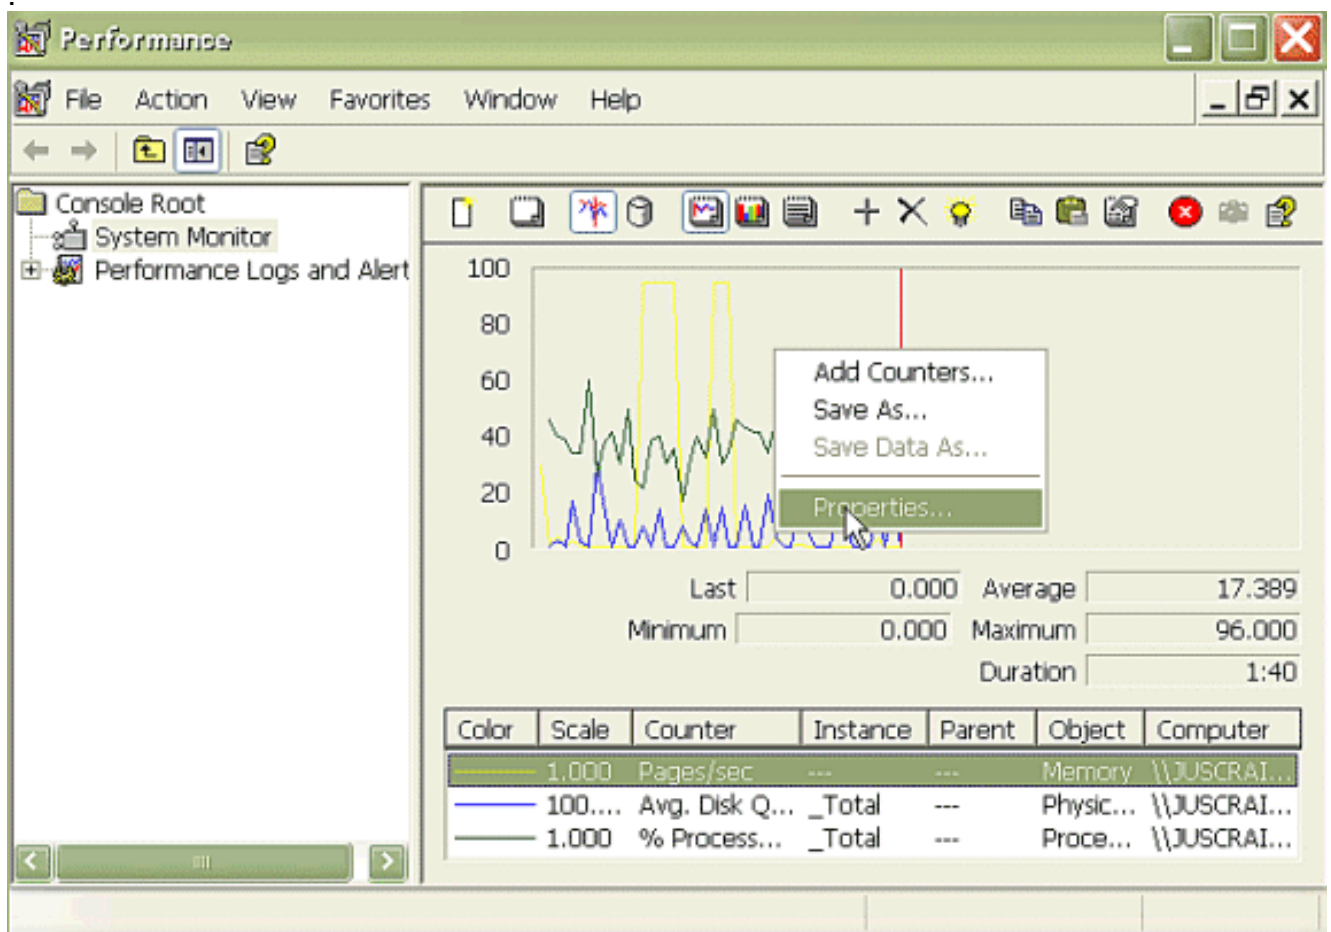 Performance
File Action View Favorites Window Help
Console Root
System Monitor
Performance Logs and Alert
100
80
60
40
20
0
Add Counters...
Save As...
Save Data As...
Properties...
Last 0.000 Average 17.389
Minimum 0.000 Maximum 96.000
Duration 1:40
Color Scale Counter Instance Parent Object Computer
1.000 Pages/sec --- --- Memory \\JUSCRAI...
100.... Avg. Disk Q... _Total --- Physic... \\JUSCRAI...
1.000 % Process... _Total --- Proce... \\JUSCRAI...